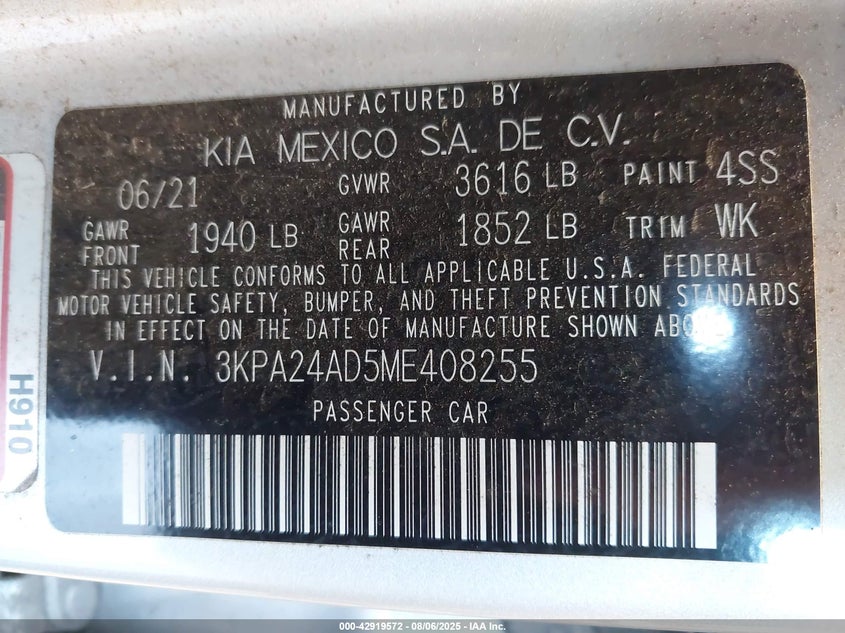 MANUFACTURED BY
KIA MEXICO S.A. DE C.V.
06/21 GVWR 3616 LB PAINT 4SS
GAWR FRONT 1940 LB GAWR REAR 1852 LB TRIM WK
THIS VEHICLE CONFORMS TO ALL APPLICABLE U.S.A. FEDERAL
MOTOR VEHICLE SAFETY, BUMPER, AND THEFT PREVENTION STANDARDS
IN EFFECT ON THE DATE OF MANUFACTURE SHOWN ABOVE.
V.I.N. 3KPA24AD5ME408255
PASSENGER CAR
H910
000-42919572 - 08/06/2025 - IAA Inc.